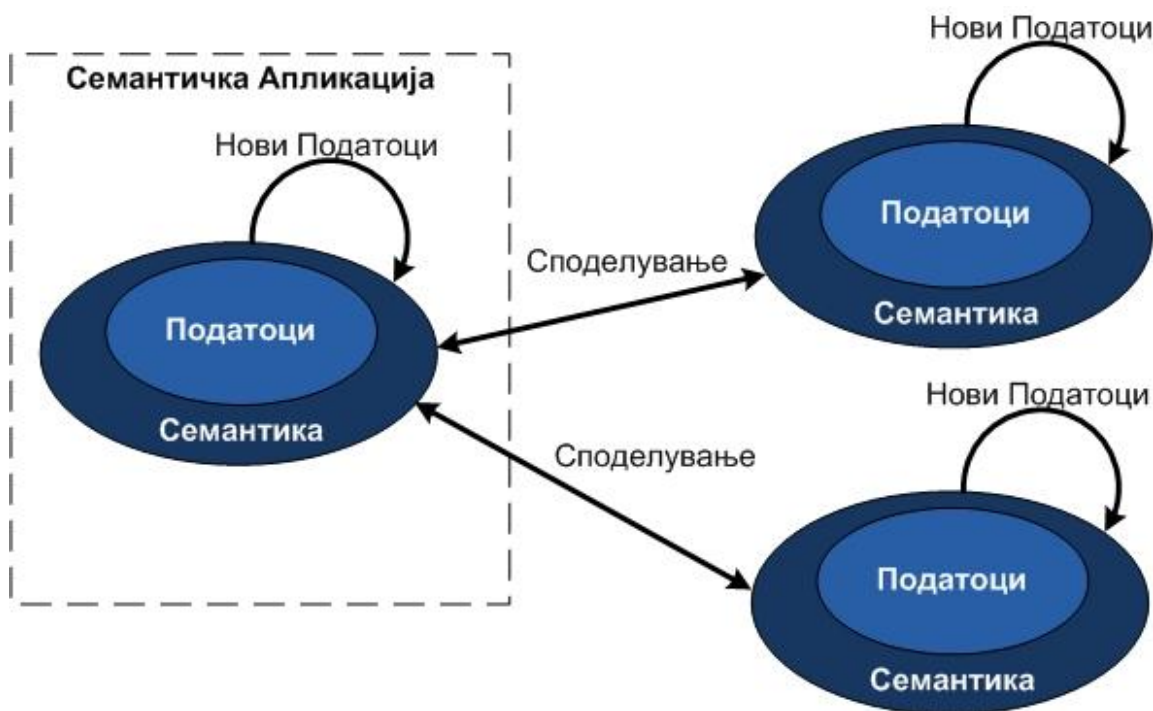 Нови Податоци
Семантичка Апликација
Нови Податоци
Податоци
Споделување
Семантика
Податоци
Семантика
Нови Податоци
Споделување
Податоци
Семантика